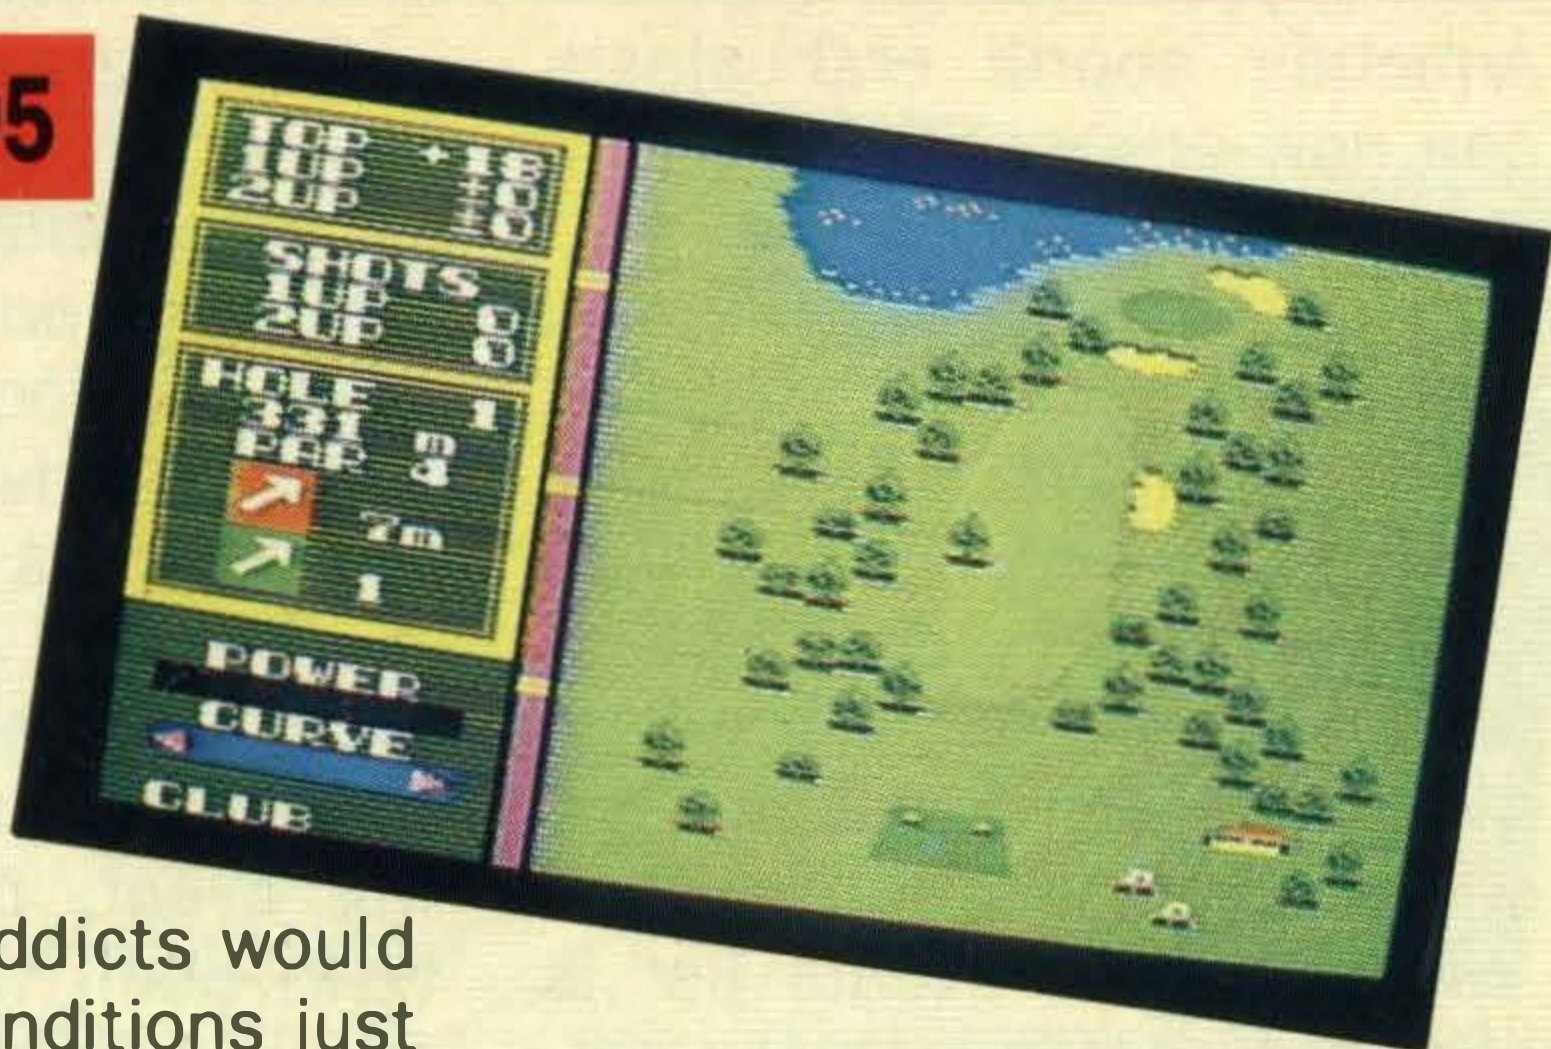 5
TOP +18
1UP ±0
2UP ±0
SHOTS
1UP 0
2UP 0
HOLE 1
331 m
PAR 4
7m
1
POWER
CURVE
CLUB
ddicts would
nditions just